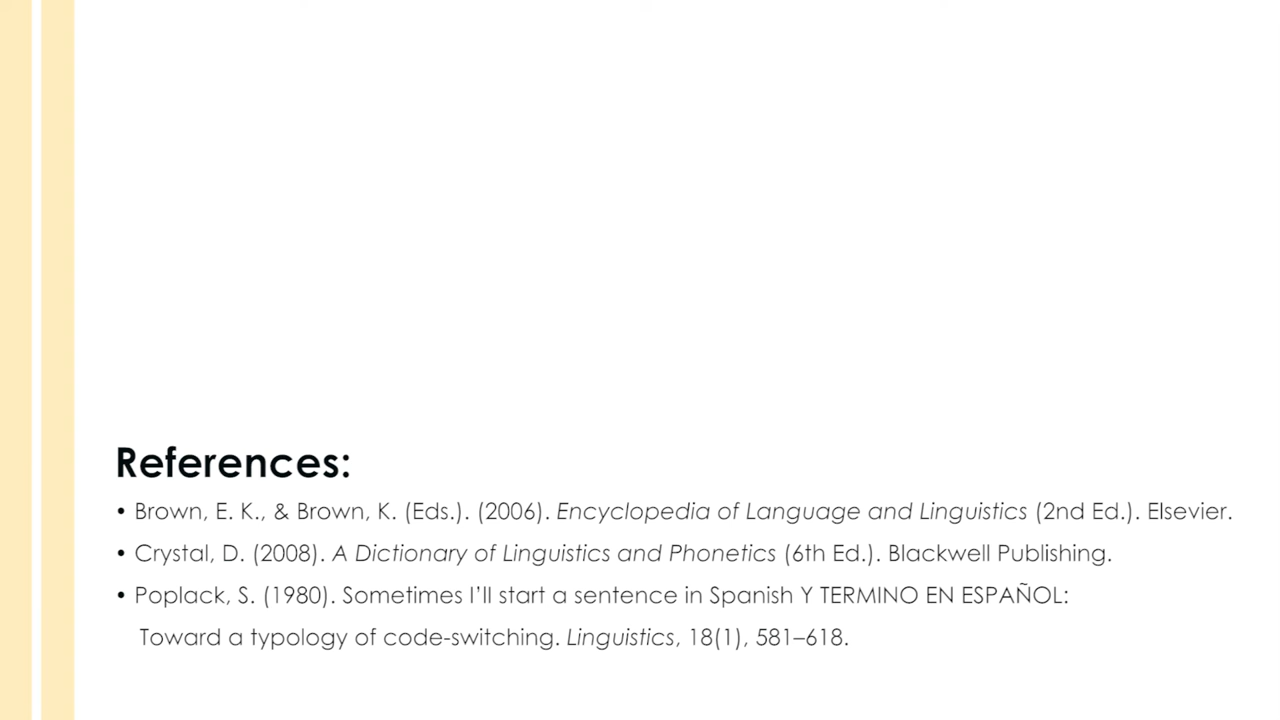 References:
• Brown, E. K., & Brown, K. (Eds.). (2006). Encyclopedia of Language and Linguistics (2nd Ed.). Elsevier.
• Crystal, D. (2008). A Dictionary of Linguistics and Phonetics (6th Ed.). Blackwell Publishing.
• Poplack, S. (1980). Sometimes I'll start a sentence in Spanish Y TERMINO EN ESPAÑOL:
Toward a typology of code-switching. Linguistics, 18(1), 581–618.